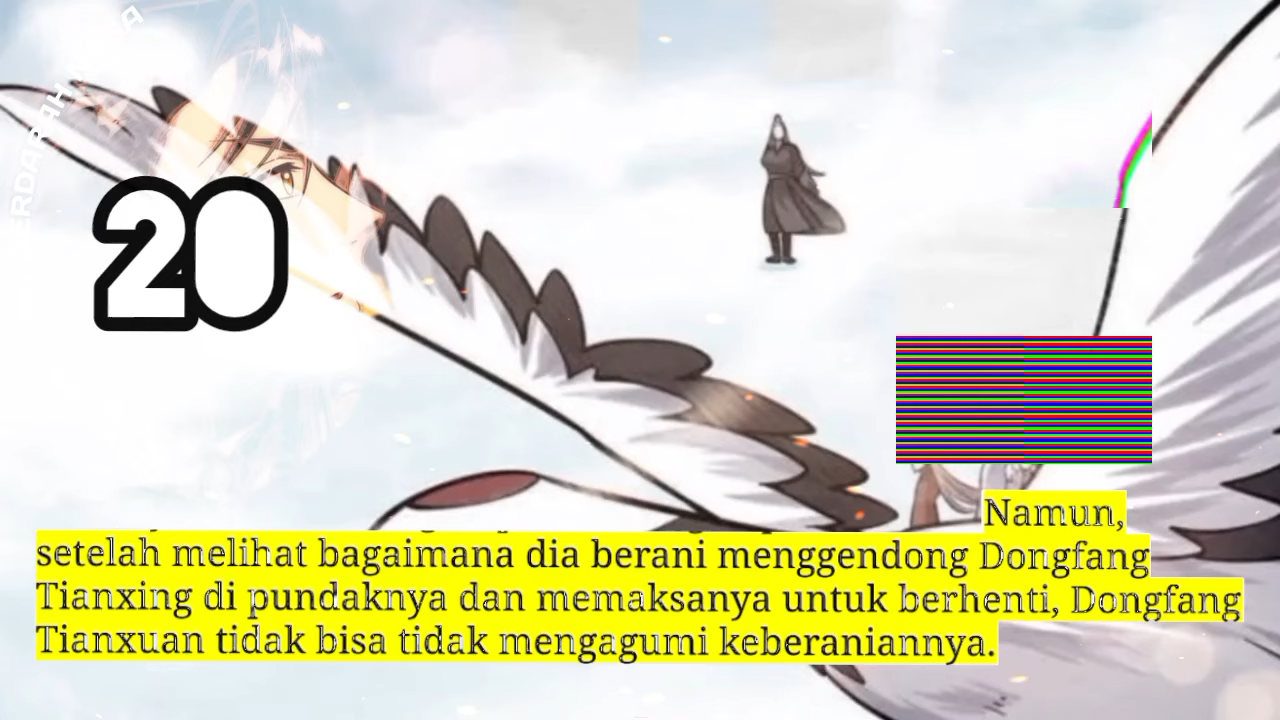 20
Namun,
setelah melihat bagaimana dia berani menggendong Dongfang
Tianxing di pundaknya dan memaksanya untuk berhenti, Dongfang
Tianxuan tidak bisa tidak mengagumi keberaniannya.